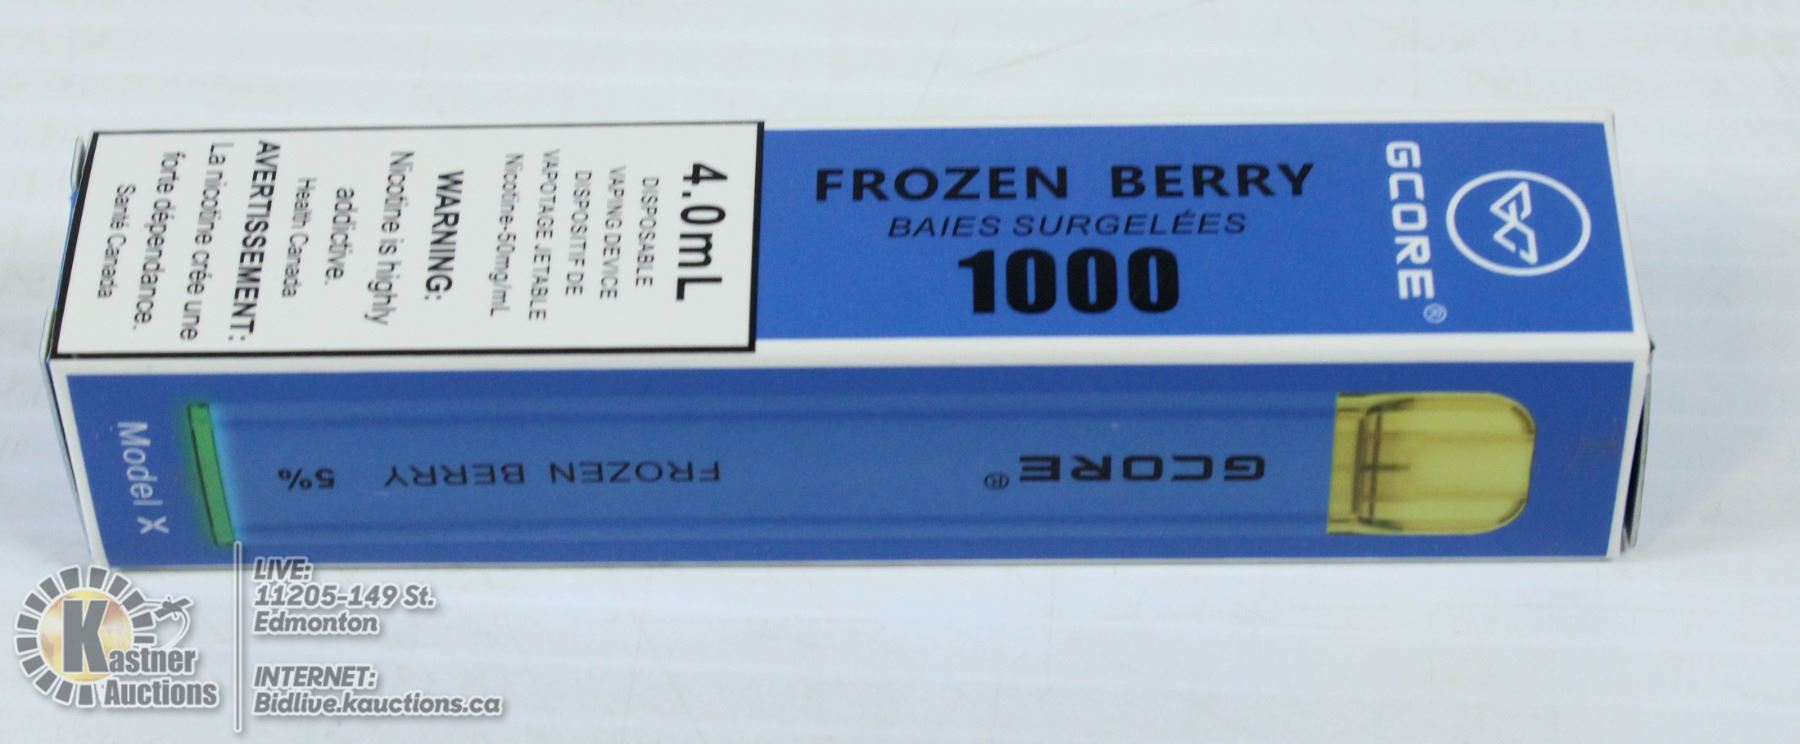 GCORE®
FROZEN BERRY
BAIES SURGELÉES
1000
4.0mL
DISPOSABLE
VAPING DEVICE
DISPOSITIF DE
VAPOTAGE JETABLE
Nicotine-50mg/mL
WARNING:
Nicotine is highly
addictive.
Health Canada
AVERTISSEMENT:
La nicotine crée une
forte dépendance.
Santé Canada
GCORE®
FROZEN BERRY 5%
Model X
Kastner
Auctions
LIVE:
11205-149 St.
Edmonton
INTERNET:
Bidlive.kauctions.ca